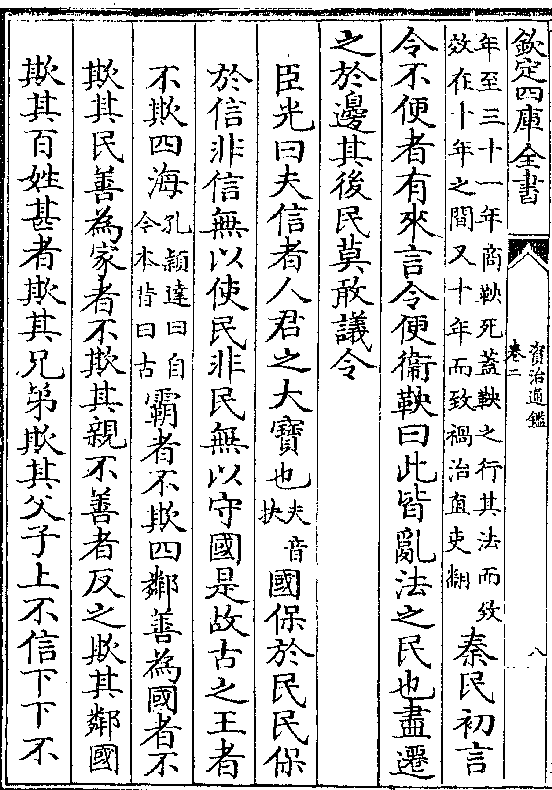 欽定四庫全書
資治通鑑
卷二
八
年至三十一年商鞅死蓋鞅之行其法而致
效在十年之間又十年而致禍治直吏翻
秦民初言
令不便者有來言令便衞鞅曰此皆亂法之民也盡遷
之於邊其後民莫敢議令
臣光曰夫信者人君之大寶也
夫音
扶
國保於民民保
於信非信無以使民非民無以守國是故古之王者
不欺四海
孔穎達曰自
今本昔曰古
霸者不欺四鄰善為國者不
欺其民善為家者不欺其親不善者反之欺其鄰國
欺其百姓甚者欺其兄弟欺其父子上不信下下不